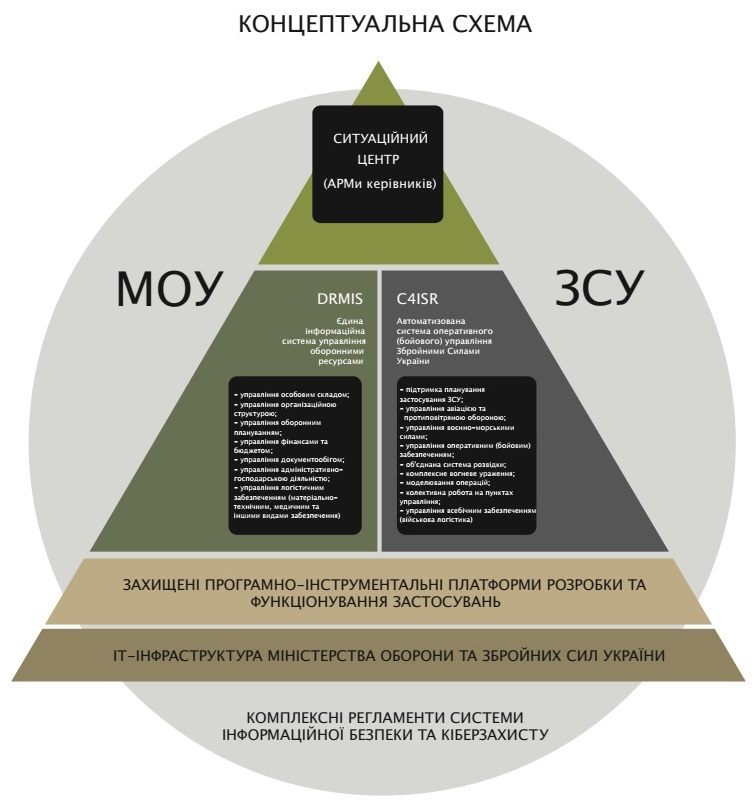 КОНЦЕПТУАЛЬНА СХЕМА
СИТУАЦІЙНИЙ
ЦЕНТР
(АРМи керівників)
МОУ
ЗСУ
DRMIS
Єдина
інформаційна
система управління
оборонними
ресурсами
– управління особовим складом;
– управління організаційною
структурою;
– управління оборонним
плануванням;
– управління фінансами та
бюджетом;
– управління документообігом;
– управління адміністративно–
господарською діяльністю;
– управління логістичним
забезпеченням (матеріально–
технічним, медичним та
іншими видами забезпечення)
C4ISR
Автоматизована
система оперативного
(бойового) управління
Збройними Силами
України
– підтримка планування
застосування ЗСУ;
– управління авіацією та
протиповітряною обороною;
– управління воєнно–морськими
силами;
– управління оперативним (бойовим)
забезпеченням;
– об'єднана система розвідки;
– комплексне вогневе ураження;
– моделювання операцій;
– колективна робота на пунктах
управління;
– управління всебічним забезпеченням
(військова логістика)
ЗАХИЩЕНІ ПРОГРАМНО–ІНСТРУМЕНТАЛЬНІ ПЛАТФОРМИ РОЗРОБКИ ТА
ФУНКЦІОНУВАННЯ ЗАСТОСУВАНЬ
ІТ–ІНФРАСТРУКТУРА МІНІСТЕРСТВА ОБОРОНИ ТА ЗБРОЙНИХ СИЛ УКРАЇНИ
КОМПЛЕКСНІ РЕГЛАМЕНТИ СИСТЕМИ
ІНФОРМАЦІЙНОЇ БЕЗПЕКИ ТА КІБЕРЗАХИСТУ